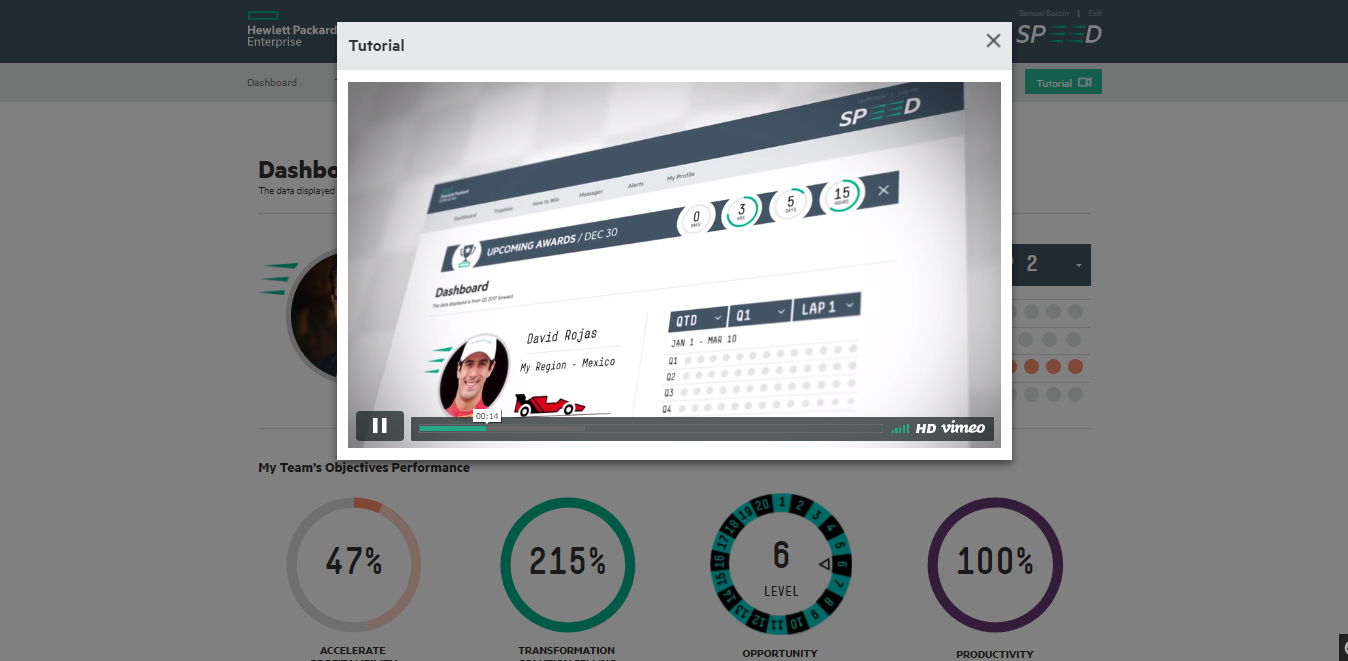 Hewlett Packard
Enterprise
Samuel Baccin | Exit
SPEED
Dashboard
Tutorial
Tutorial
Dashbo
The data displayed
SPEED
Hewlett Packard
Enterprise
Dashboard
Trophies
How to Win
Messages
Alerts
My Profile
UPCOMING AWARDS / DEC 30
0
DAYS
3
HRS
5
DAYS
15
HOURS
Dashboard
The data displayed is from Q3 2017 forward.
David Rojas
My Region - Mexico
QTD
Q1
LAP 1
JAN 1 - MAR 10
Q1
Q2
Q3
Q4
00:14
HD vimeo
2
My Team's Objectives Performance
47%
215%
6
LEVEL
1 2 3 4 5 6 7 8 9 10 11 12 13 14 15 16 17 18 19 20
100%
ACCELERATE
TRANSFORMATION
OPPORTUNITY
PRODUCTIVITY